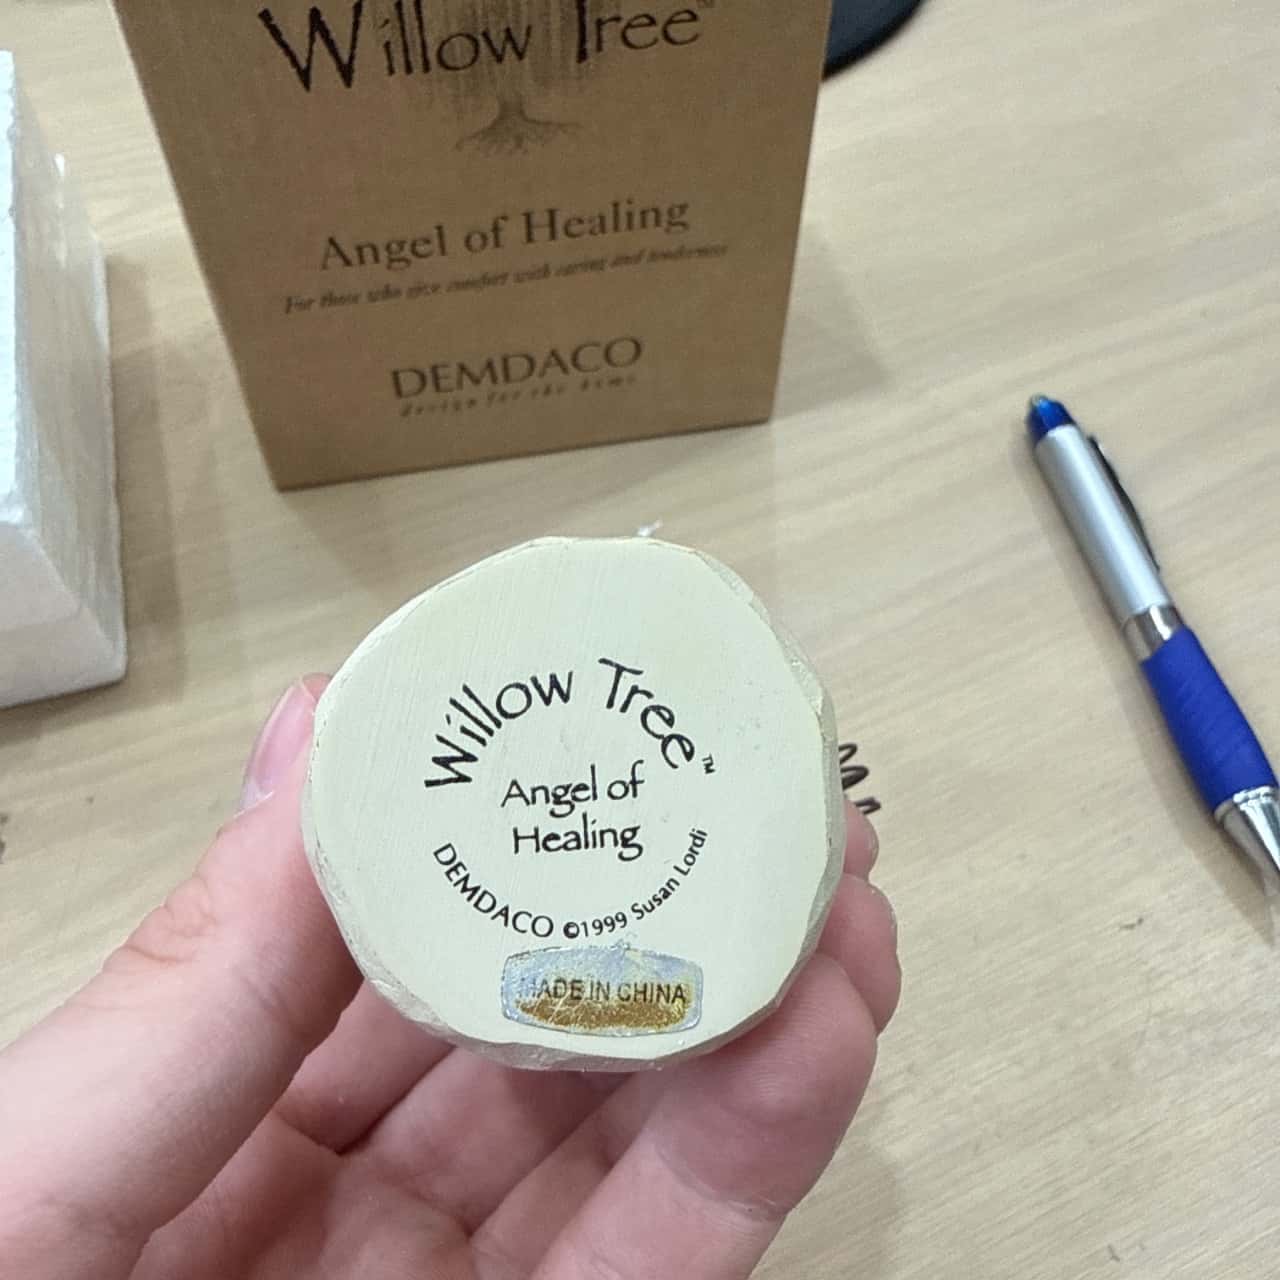 Willow Tree™
Angel of Healing
For those who give comfort with caring and tenderness
DEMDACO
design for the home
Willow Tree™
Angel of
Healing
DEMDACO ©1999 Susan Lordi
MADE IN CHINA